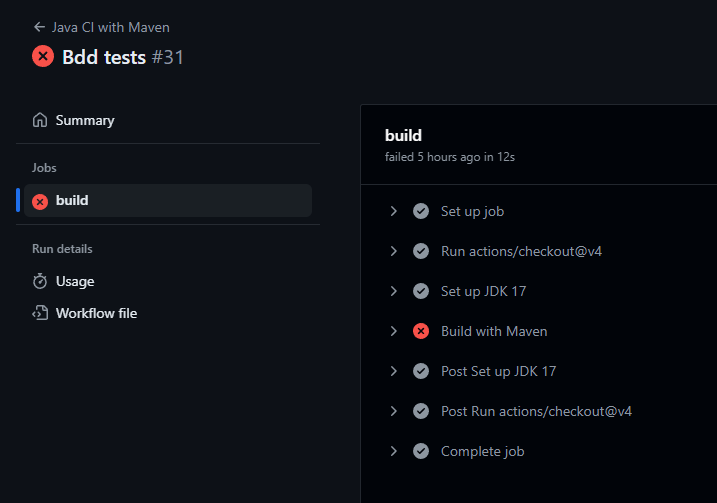 Java CI with Maven
Bdd tests #31
Summary
Jobs
build
Run details
Usage
Workflow file
build
failed 5 hours ago in 12s
Set up job
Run actions/checkout@v4
Set up JDK 17
Build with Maven
Post Set up JDK 17
Post Run actions/checkout@v4
Complete job